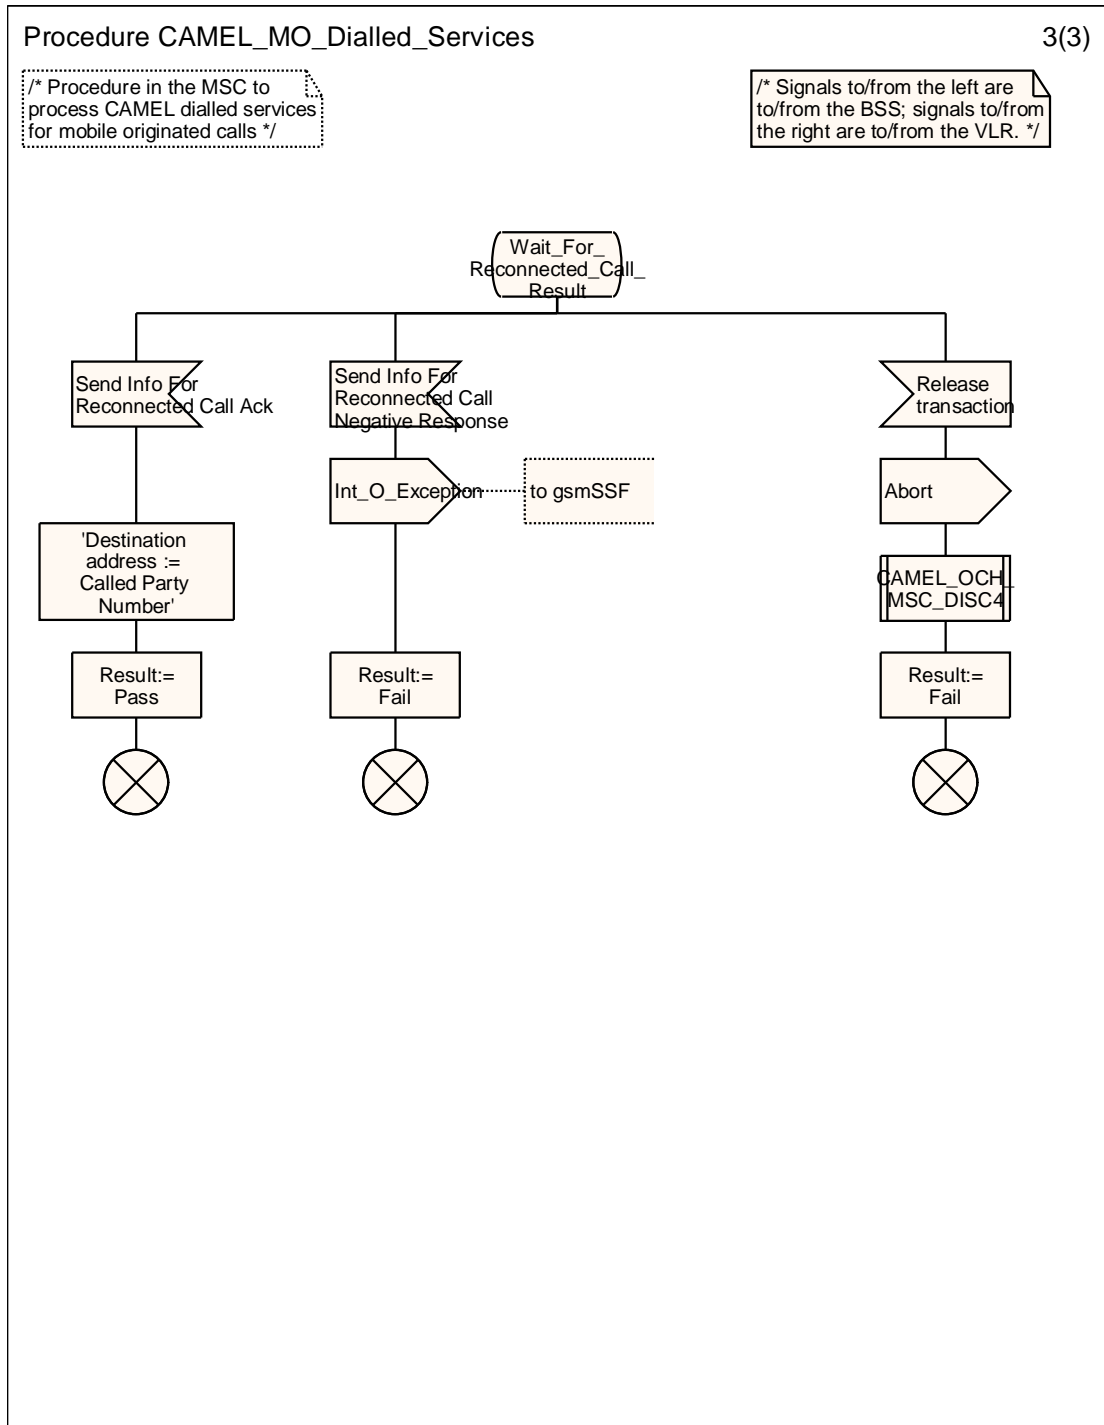 Procedure CAMEL_MO_Dialled_Services
3(3)
/* Procedure in the MSC to
process CAMEL dialled services
for mobile originated calls */
/* Signals to/from the left are
to/from the BSS; signals to/from
the right are to/from the VLR. */
Wait_For_
Reconnected_Call_
Result
Send Info For
Reconnected Call Ack
Send Info For
Reconnected Call
Negative Response
Release
transaction
Int_O_Exception
to gsmSSF
Abort
'Destination
address :=
Called Party
Number'
CAMEL_OCH_
MSC_DISC4
Result:=
Pass
Result:=
Fail
Result:=
Fail